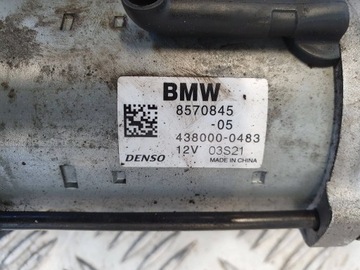 BMW
8570845
-05
438000-0483
12V 03S21
DENSO MADE IN CHINA